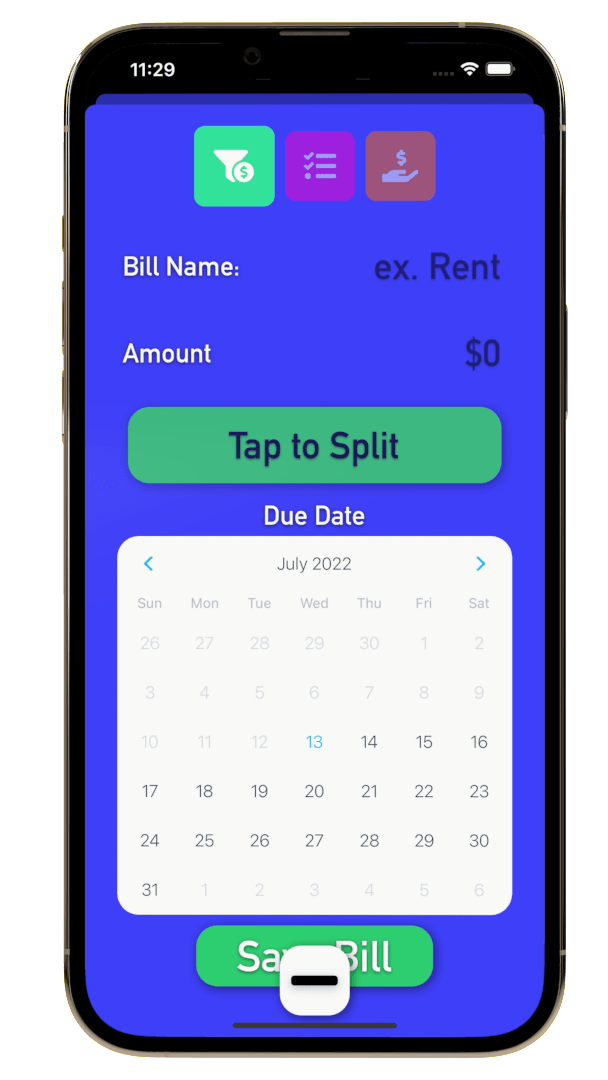 11:29
Bill Name: ex. Rent
Amount $0
Tap to Split
Due Date
July 2022
Sun Mon Tue Wed Thu Fri Sat
26 27 28 29 30 1 2
3 4 5 6 7 8 9
10 11 12 13 14 15 16
17 18 19 20 21 22 23
24 25 26 27 28 29 30
31 1 2 3 4 5 6
Bill